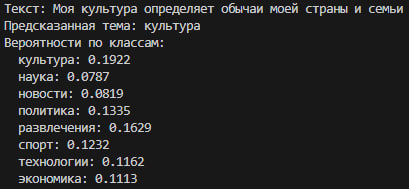 Текст: Моя культура определяет обычаи моей страны и семьи
Предсказанная тема: культура
Вероятности по классам:
культура: 0.1922
наука: 0.0787
новости: 0.0819
политика: 0.1335
развлечения: 0.1629
спорт: 0.1232
технологии: 0.1162
экономика: 0.1113